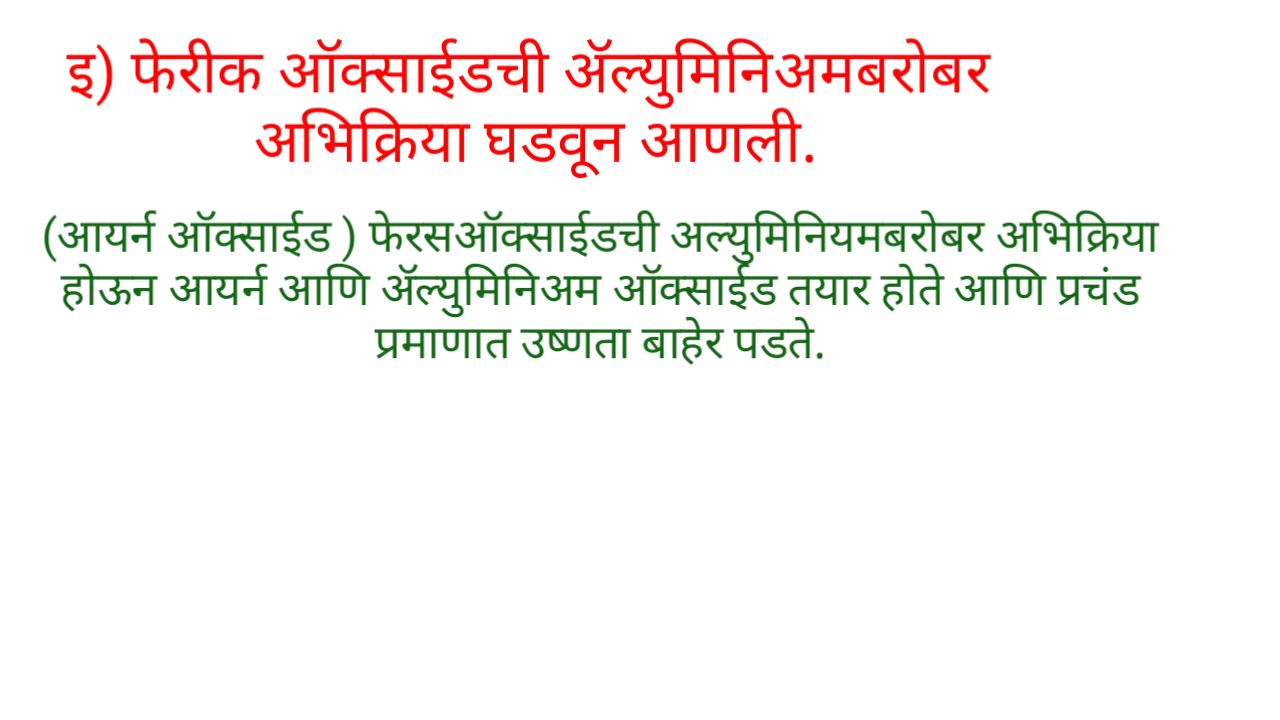 इ) फेरीक ऑक्साईडची ॲल्युमिनिअमबरोबर
अभिक्रिया घडवून आणली.
(आयर्न ऑक्साईड ) फेरसऑक्साईडची अल्युमिनियमबरोबर अभिक्रिया
होऊन आयर्न आणि ॲल्युमिनिअम ऑक्साईड तयार होते आणि प्रचंड
प्रमाणात उष्णता बाहेर पडते.